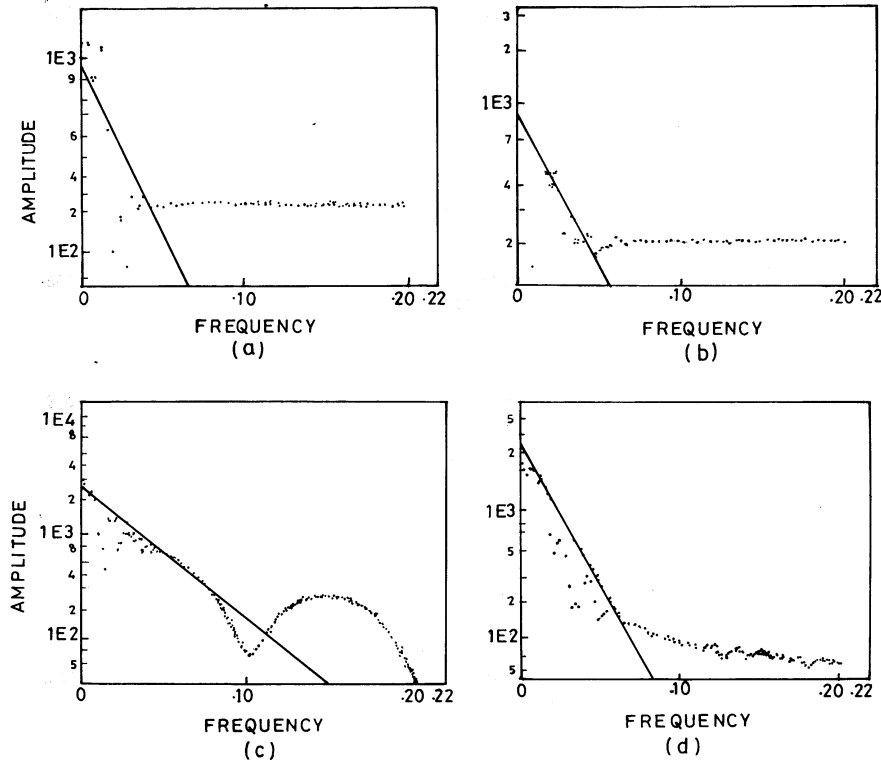 1E3
9
6
4
2
1E2
AMPLITUDE
0
.10
.20 .22
FREQUENCY
(a)
3
2
1E3
7
4
2
0
.10
.20 .22
FREQUENCY
(b)
1E4
8
4
2
1E3
8
4
2
1E2
5
AMPLITUDE
0
.10
.20 .22
FREQUENCY
(c)
5
2
1E3
5
2
1E2
5
0
.10
.20 .22
FREQUENCY
(d)